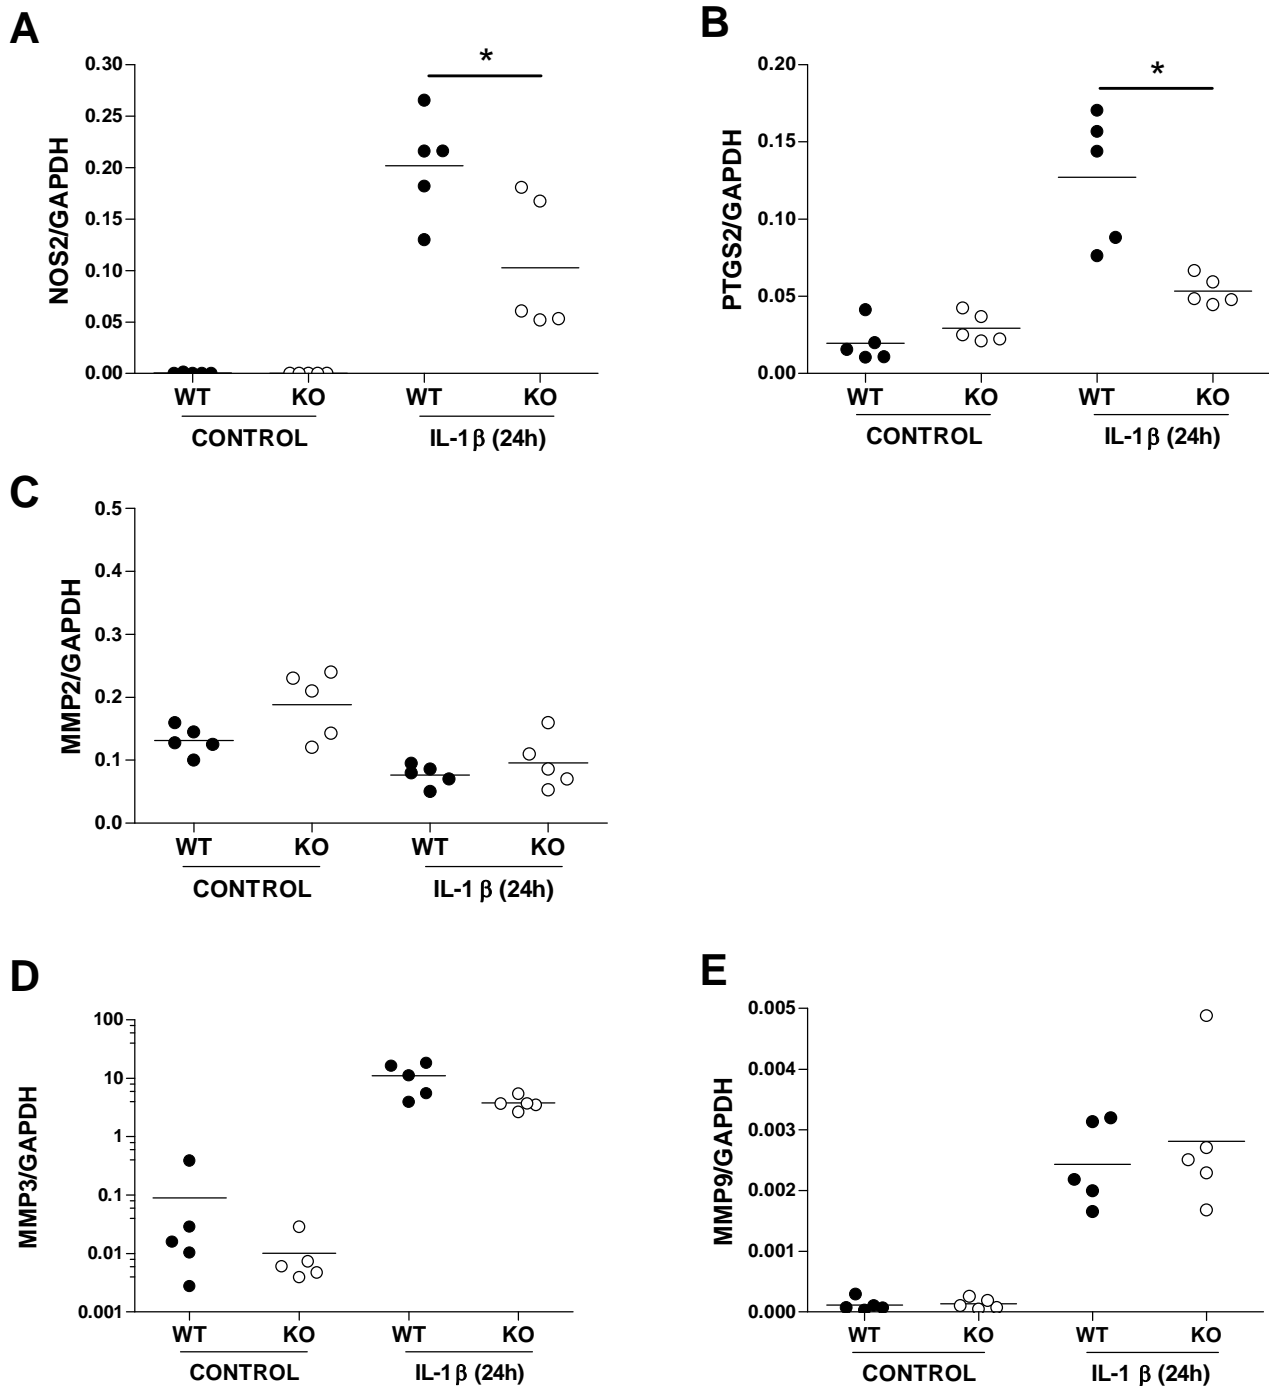 A
NOS2/GAPDH
0.30
0.25
0.20
0.15
0.10
0.05
0.00
*
WT KO WT KO
CONTROL IL-1β (24h)
B
PTGS2/GAPDH
0.20
0.15
0.10
0.05
0.00
*
WT KO WT KO
CONTROL IL-1 β (24h)
C
MMP2/GAPDH
0.5
0.4
0.3
0.2
0.1
0.0
WT KO WT KO
CONTROL IL-1 β (24h)
D
MMP3/GAPDH
100
10
1
0.1
0.01
0.001
WT KO WT KO
CONTROL IL-1β (24h)
E
MMP9/GAPDH
0.005
0.004
0.003
0.002
0.001
0.000
WT KO WT KO
CONTROL IL-1 β (24h)